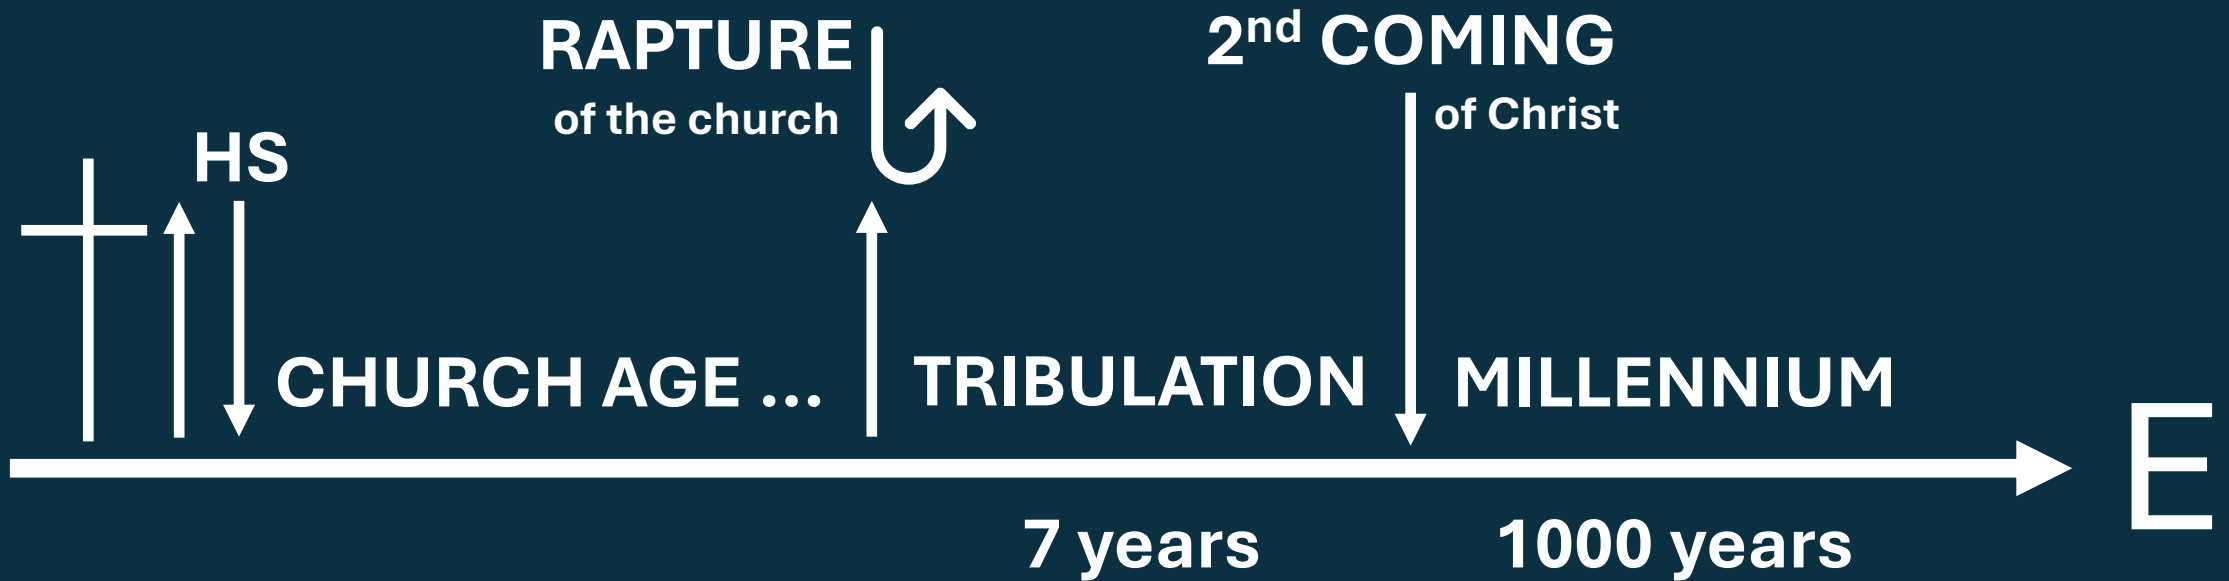 RAPTURE
of the church
2nd COMING
of Christ
HS
CHURCH AGE ...
TRIBULATION
MILLENNIUM
E
7 years
1000 years